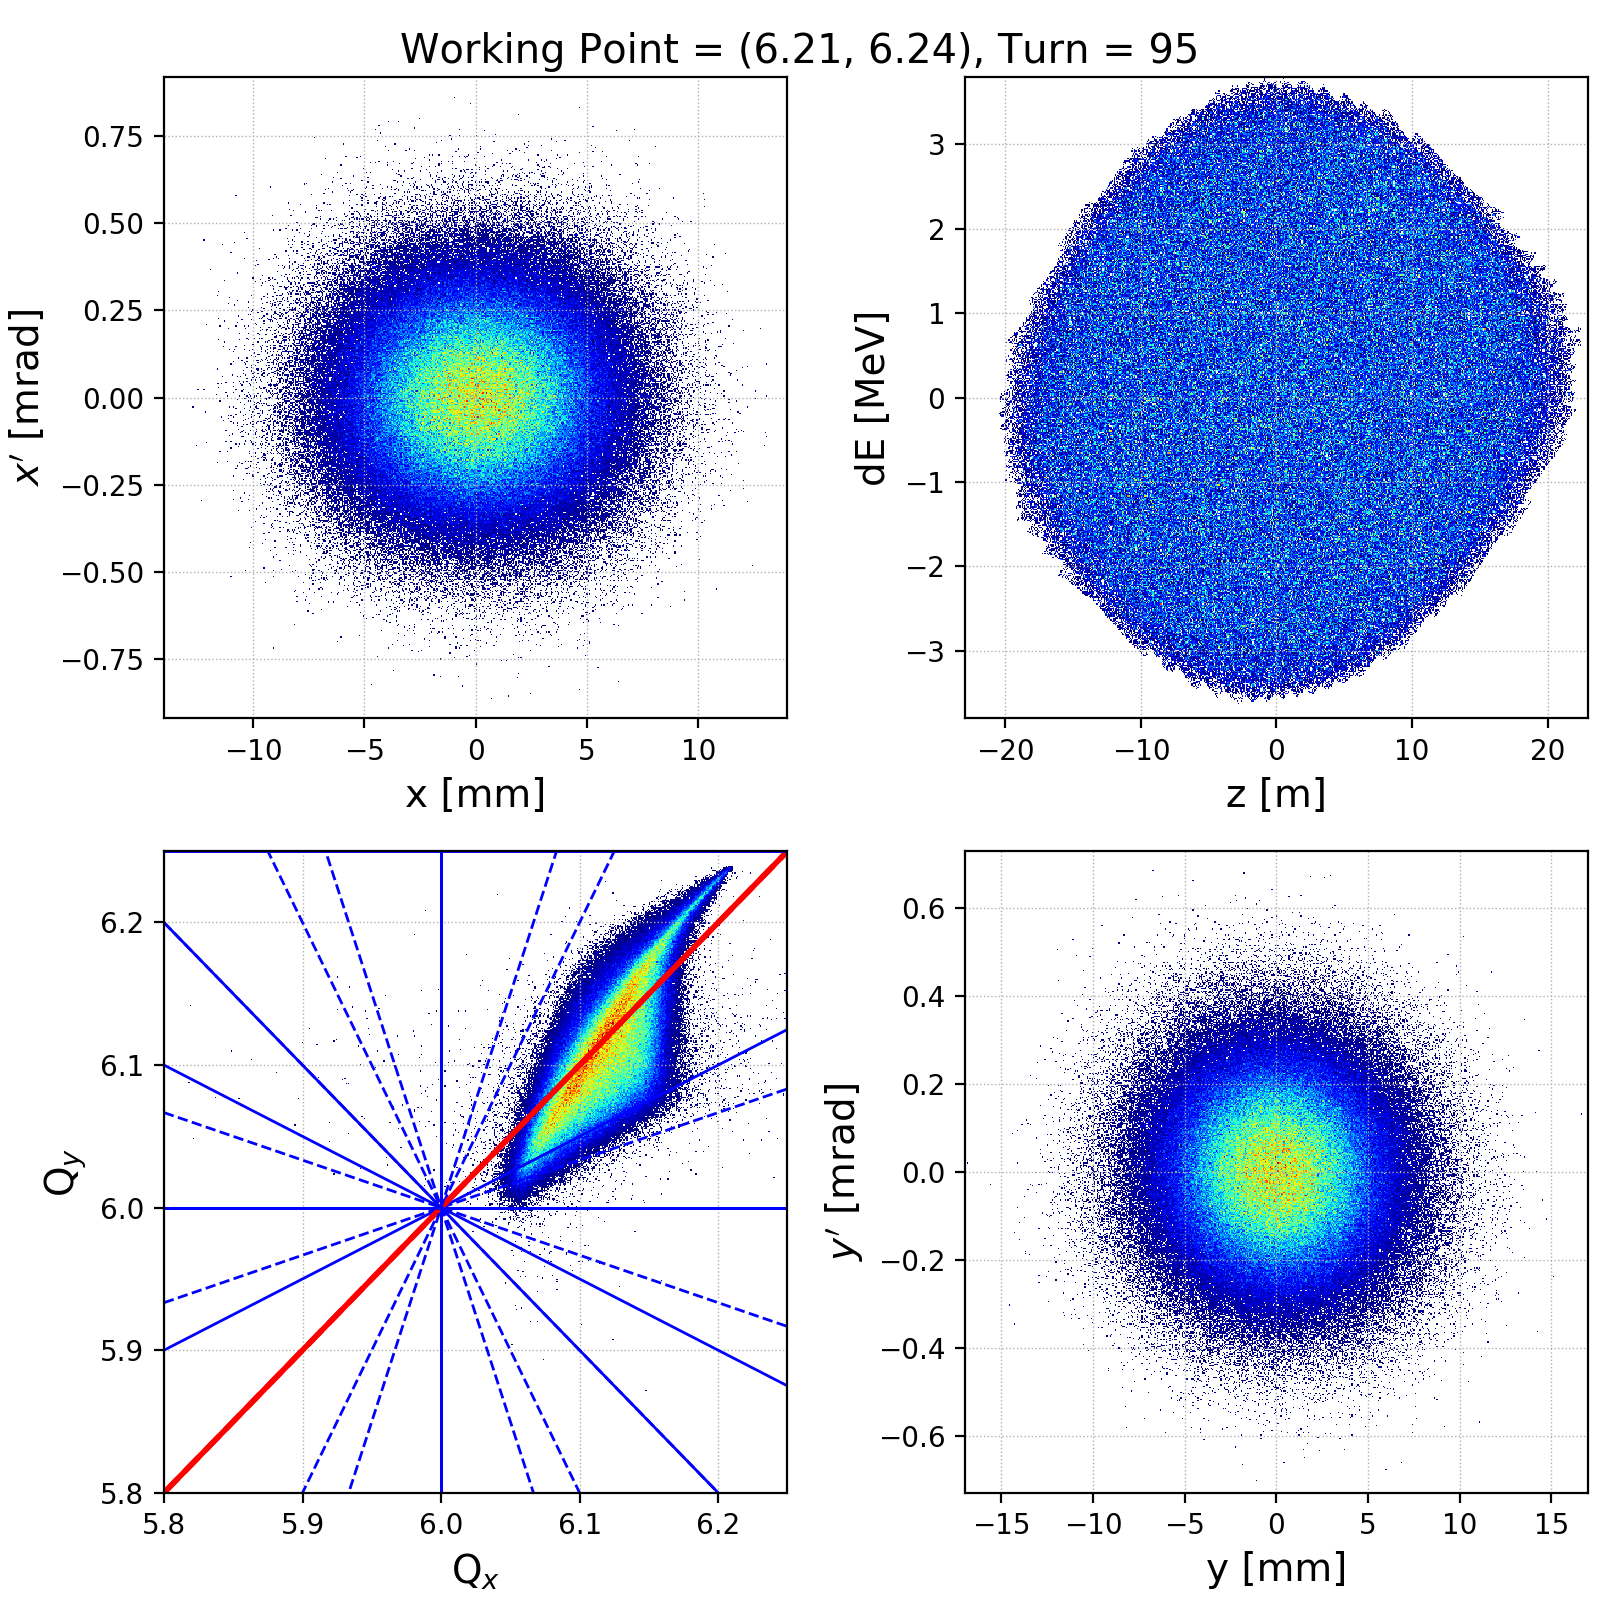 Working Point = (6.21, 6.24), Turn = 95
0.75
0.50
0.25
0.00
−0.25
−0.50
−0.75
x′ [mrad]
−10 −5 0 5 10
x [mm]
3
2
1
0
−1
−2
−3
dE [MeV]
−20 −10 0 10 20
z [m]
6.2
6.1
6.0
5.9
5.8
Qy
5.8 5.9 6.0 6.1 6.2
Qx
0.6
0.4
0.2
0.0
−0.2
−0.4
−0.6
y′ [mrad]
−15 −10 −5 0 5 10 15
y [mm]